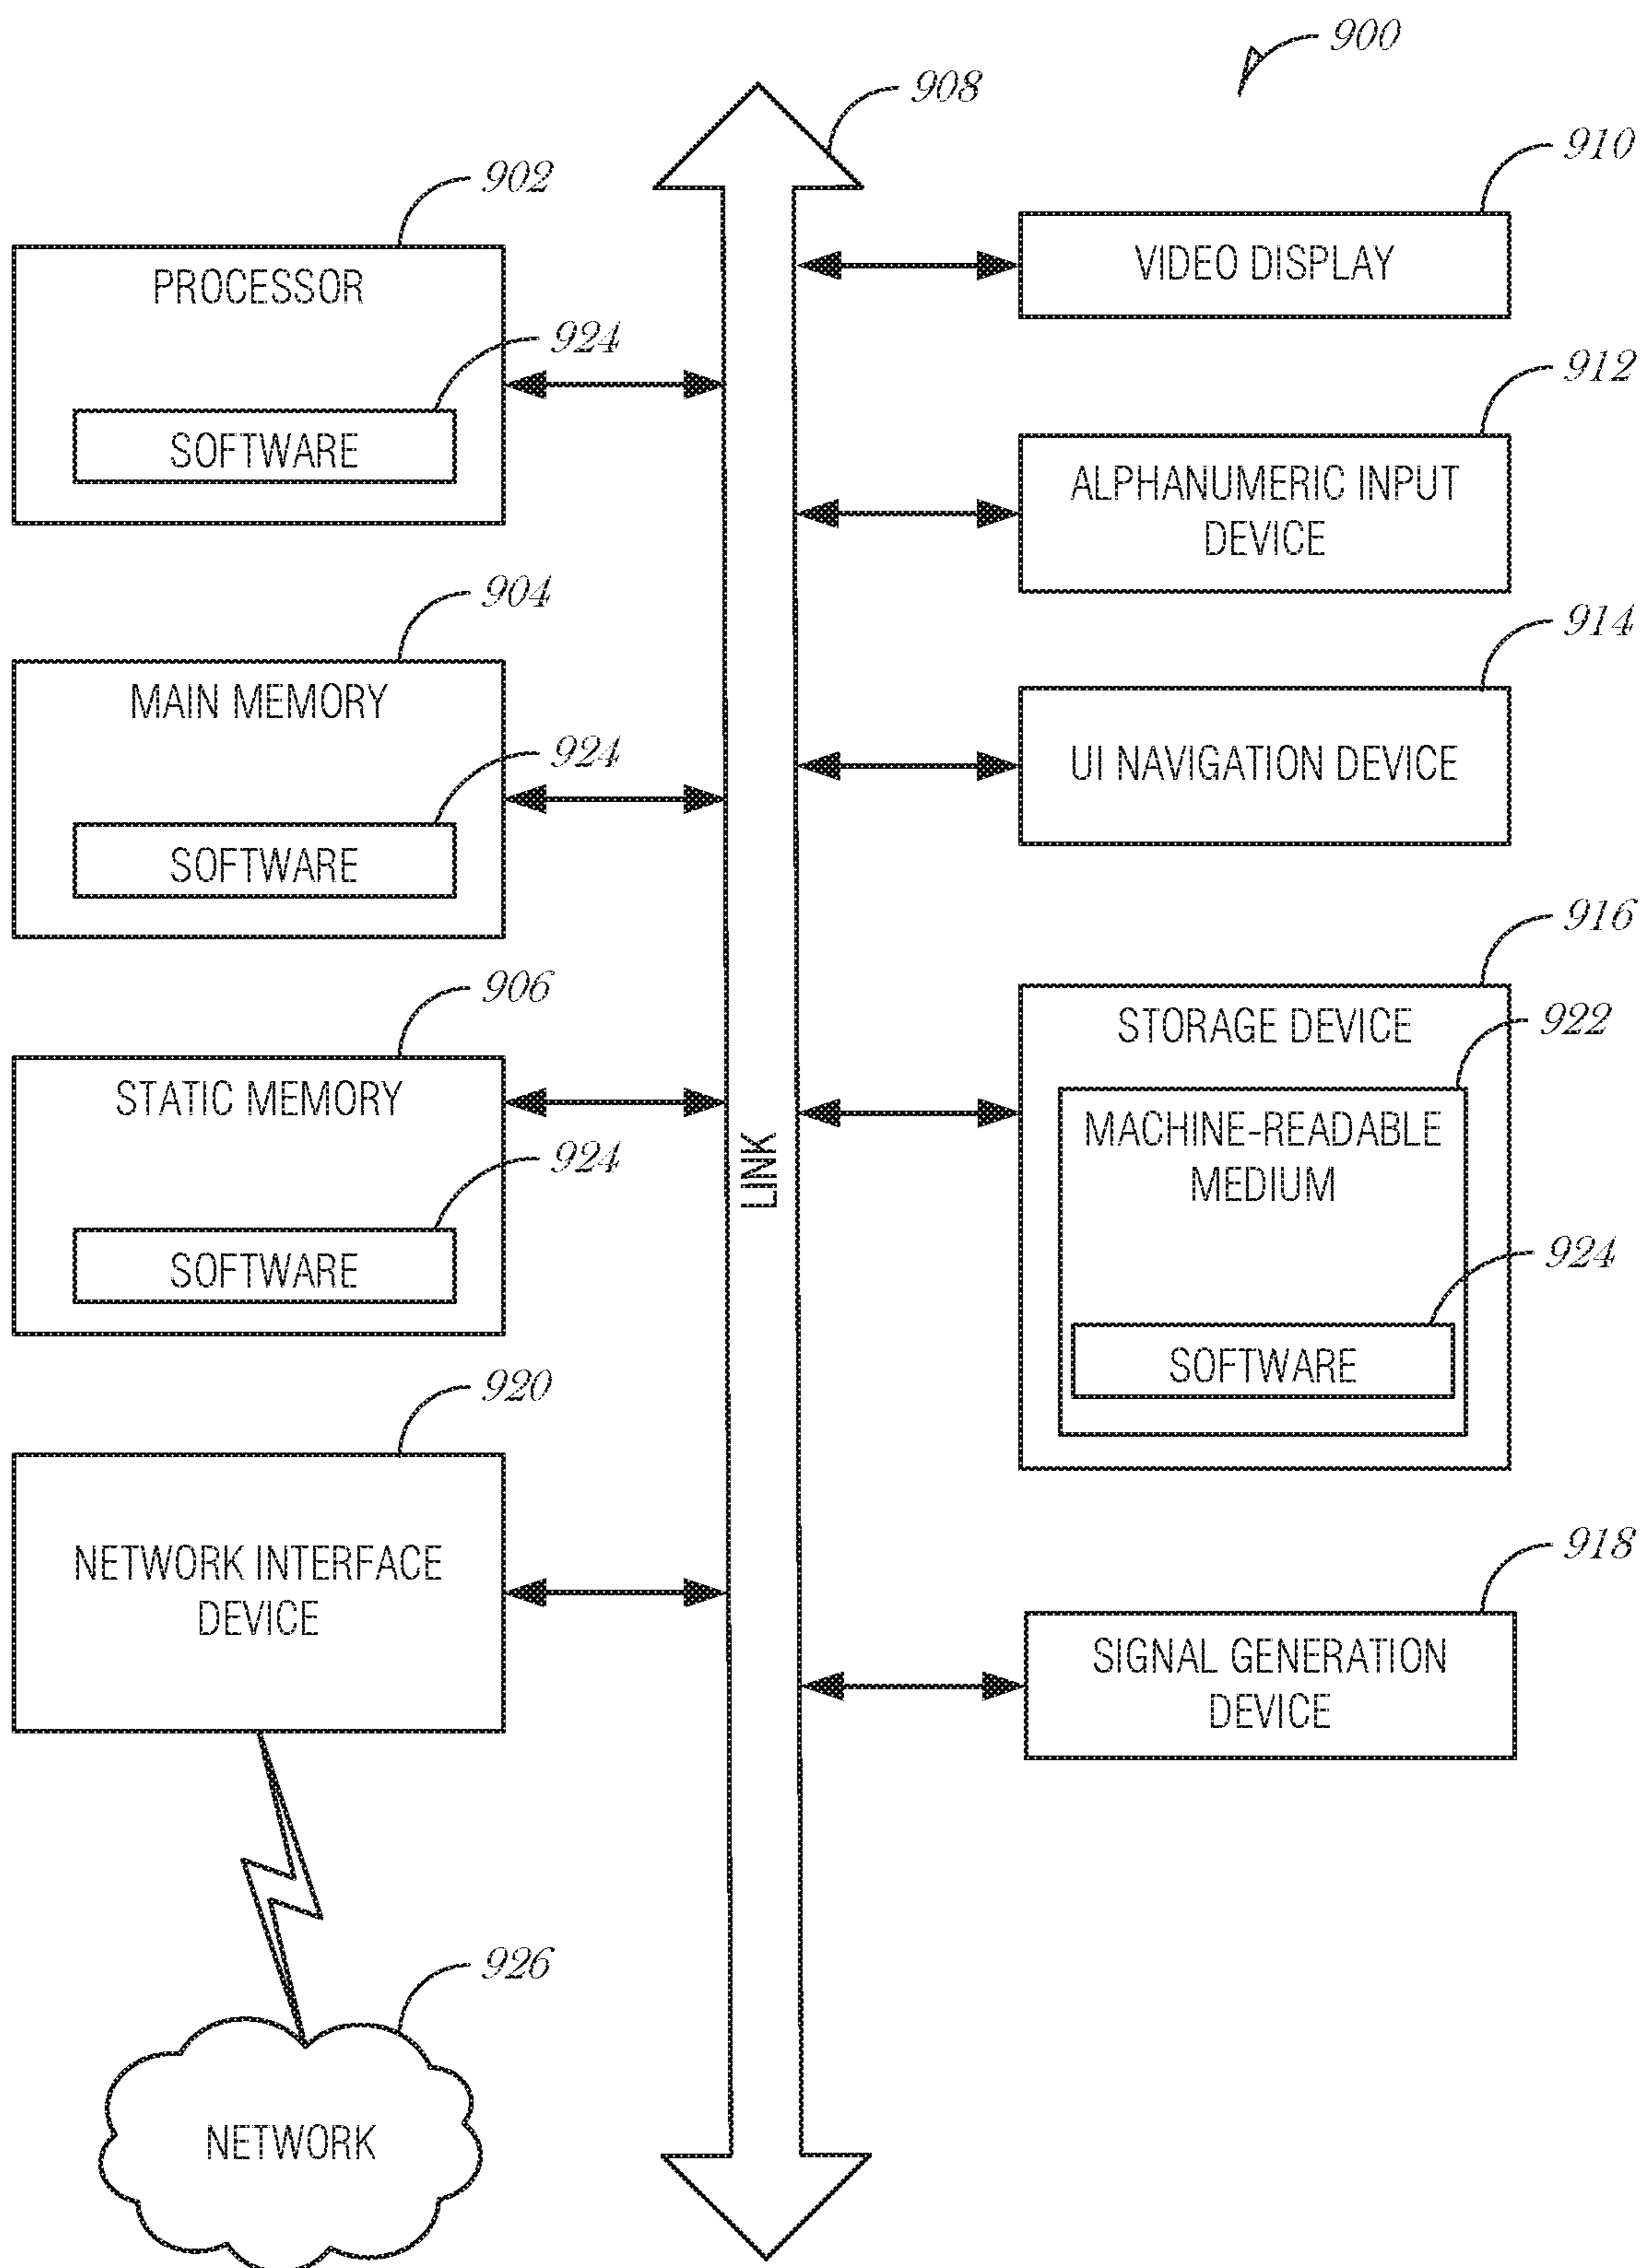 900
908
910
902
PROCESSOR
VIDEO DISPLAY
924
SOFTWARE
912
ALPHANUMERIC INPUT
DEVICE
904
914
MAIN MEMORY
924
UI NAVIGATION DEVICE
SOFTWARE
916
906
STORAGE DEVICE
922
STATIC MEMORY
MACHINE-READABLE
MEDIUM
924
LINK
SOFTWARE
924
SOFTWARE
920
918
NETWORK INTERFACE
DEVICE
SIGNAL GENERATION
DEVICE
926
NETWORK